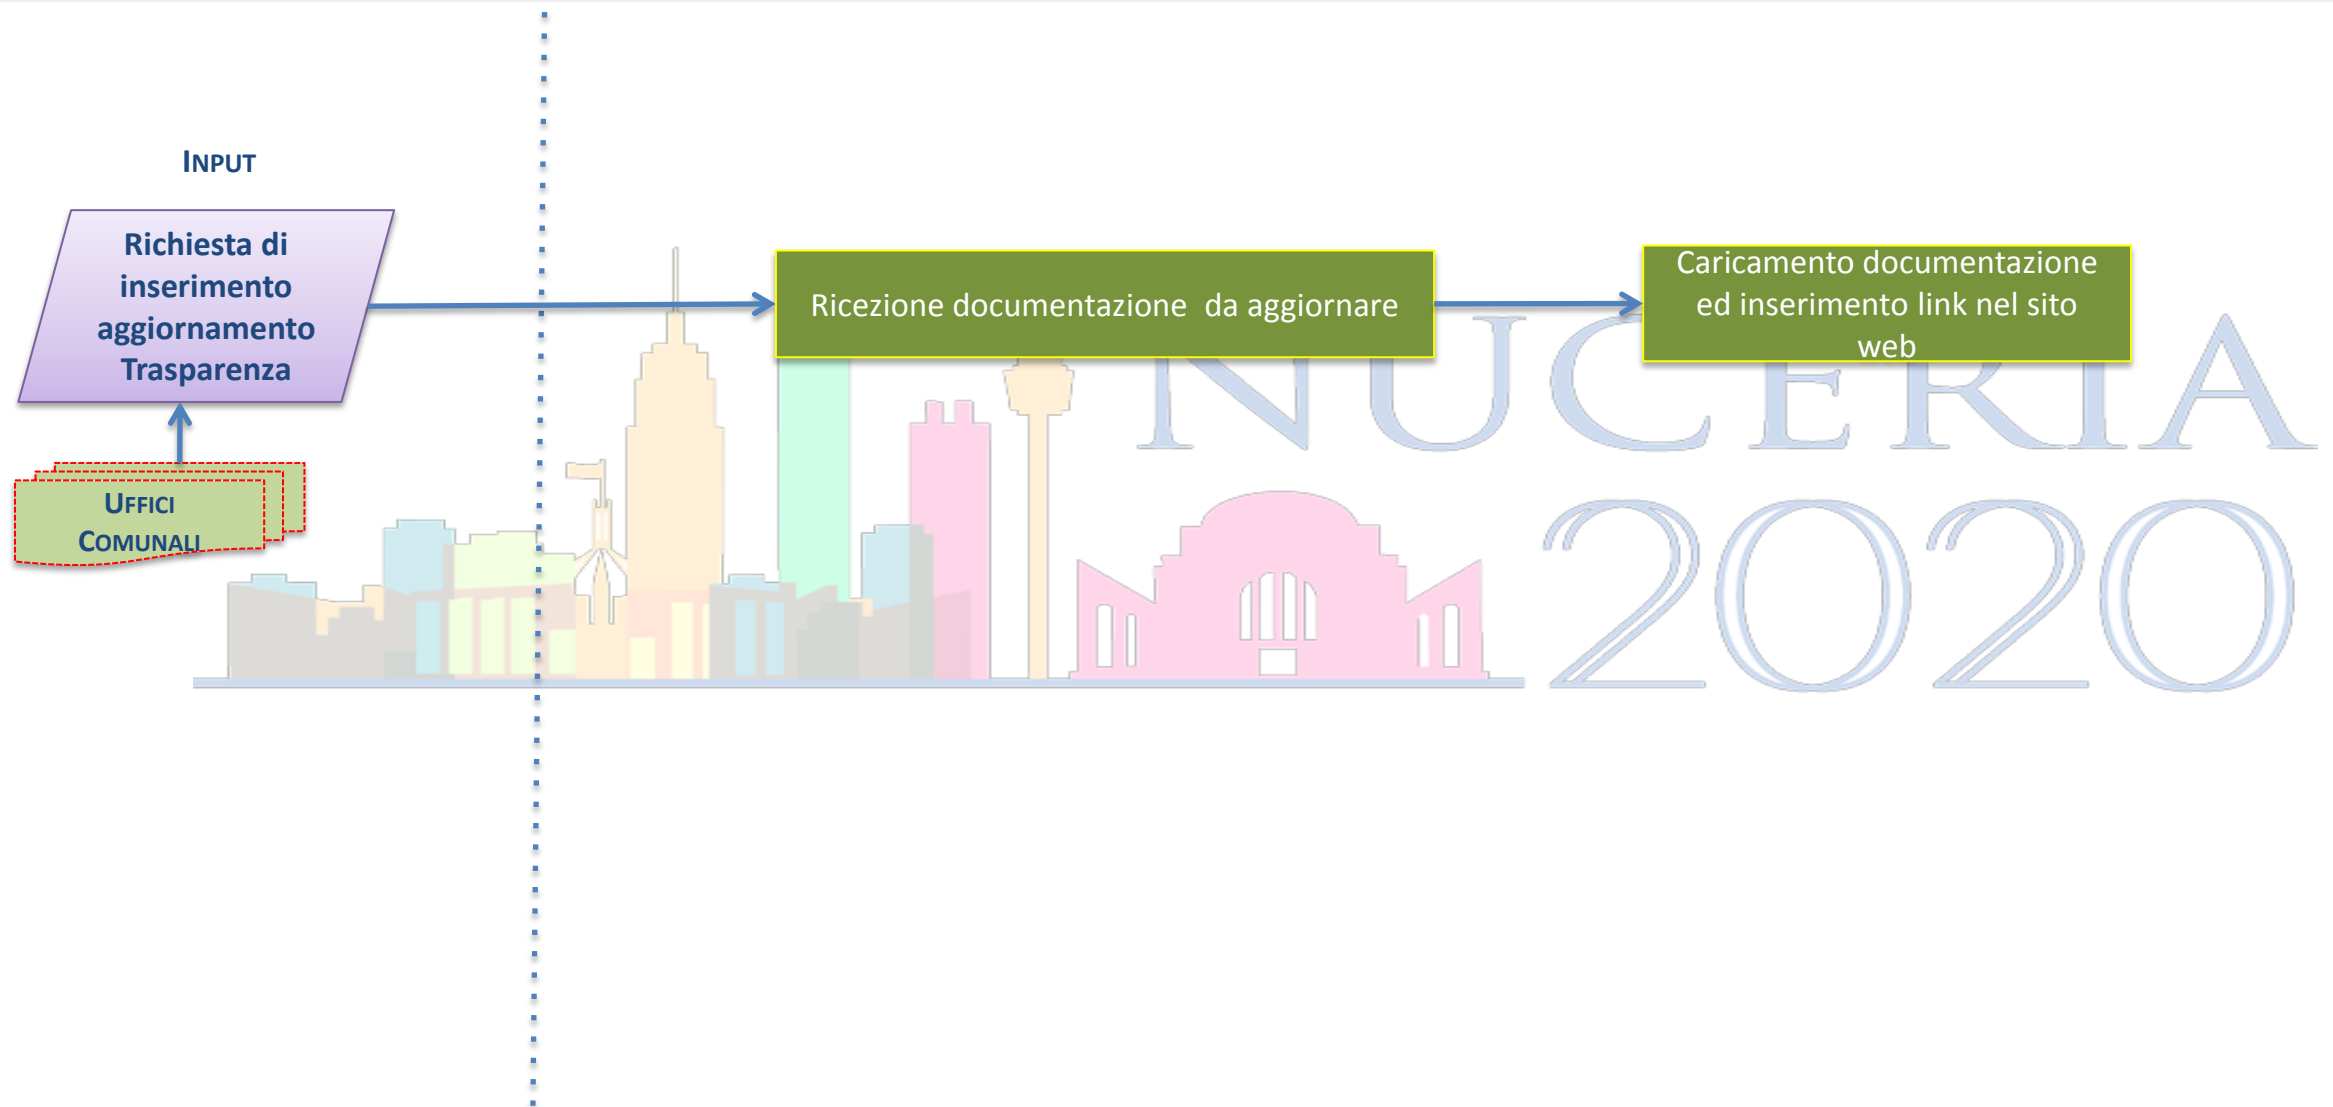 INPUT
Richiesta di
inserimento
aggiornamento
Trasparenza
UFFICI
COMUNALI
Ricezione documentazione  da aggiornare
Caricamento documentazione
ed inserimento link nel sito
web
NUCERIA
2020